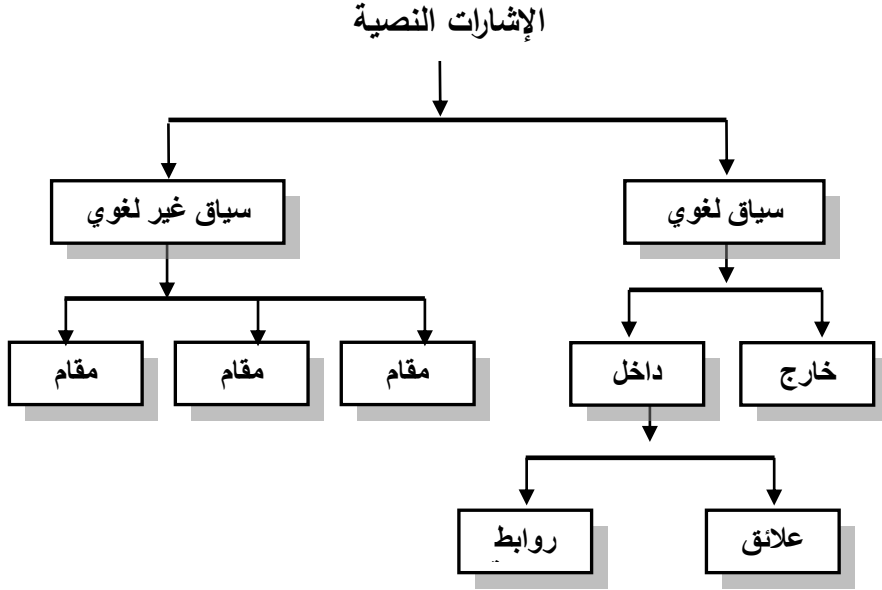 الإشارات النصية
سياق لغوي
سياق غير لغوي
خارج
داخل
مقام
مقام
مقام
علائق
روابط